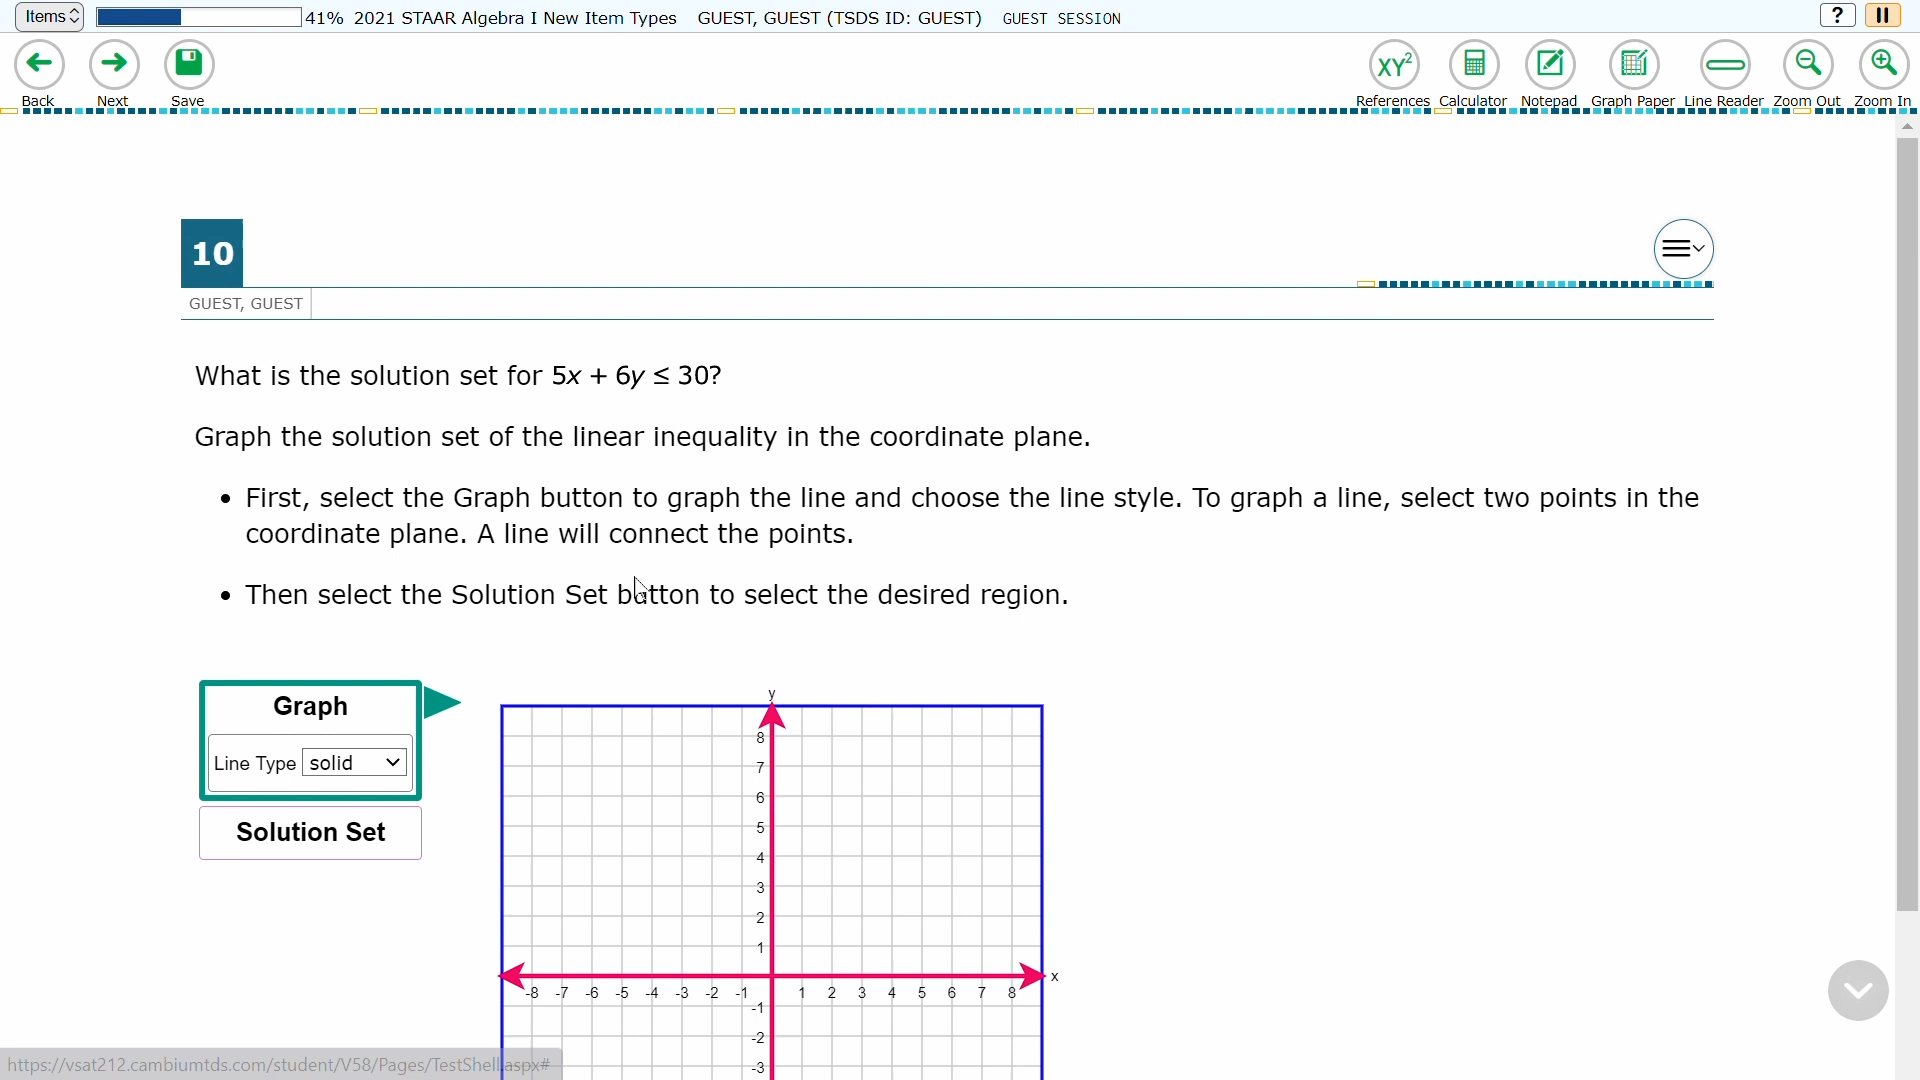 Items 41% 2021 STAAR Algebra I New Item Types GUEST, GUEST (TSDS ID: GUEST) GUEST SESSION ?
Back Next Save XY² References Calculator Notepad Graph Paper Line Reader Zoom Out Zoom In
10
GUEST, GUEST
What is the solution set for 5x + 6y ≤ 30?
Graph the solution set of the linear inequality in the coordinate plane.
• First, select the Graph button to graph the line and choose the line style. To graph a line, select two points in the
coordinate plane. A line will connect the points.
• Then select the Solution Set button to select the desired region.
Graph
Line Type solid
Solution Set
y
8
7
6
5
4
3
2
1
x
-8 -7 -6 -5 -4 -3 -2 -1 1 2 3 4 5 6 7 8
-1
-2
-3
https://vsat212.cambiumtds.com/student/V58/Pages/TestShell.aspx#